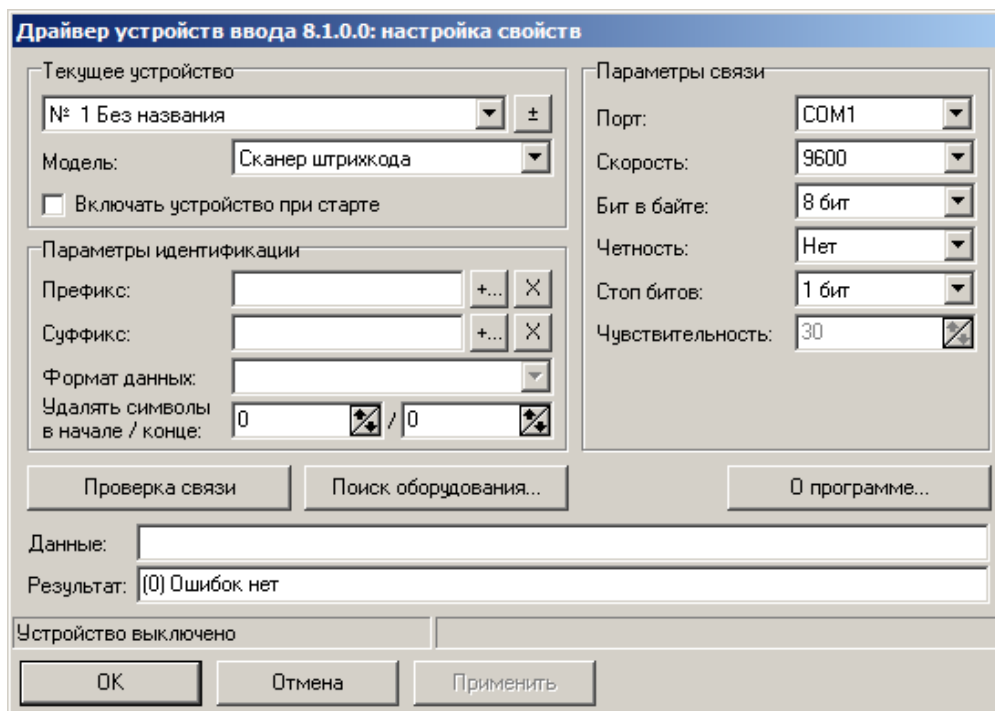 Драйвер устройств ввода 8.1.0.0: настройка свойств
Текущее устройство
№ 1 Без названия
±
Модель:
Сканер штрихкода
Включать устройство при старте
Параметры идентификации
Префикс:
+...
X
Суффикс:
+...
X
Формат данных:
Удалять символы
в начале / конце:
0
/
0
Параметры связи
Порт:
COM1
Скорость:
9600
Бит в байте:
8 бит
Четность:
Нет
Стоп битов:
1 бит
Чувствительность:
30
Проверка связи
Поиск оборудования...
О программе...
Данные:
Результат:
(0) Ошибок нет
Устройство выключено
OK
Отмена
Применить